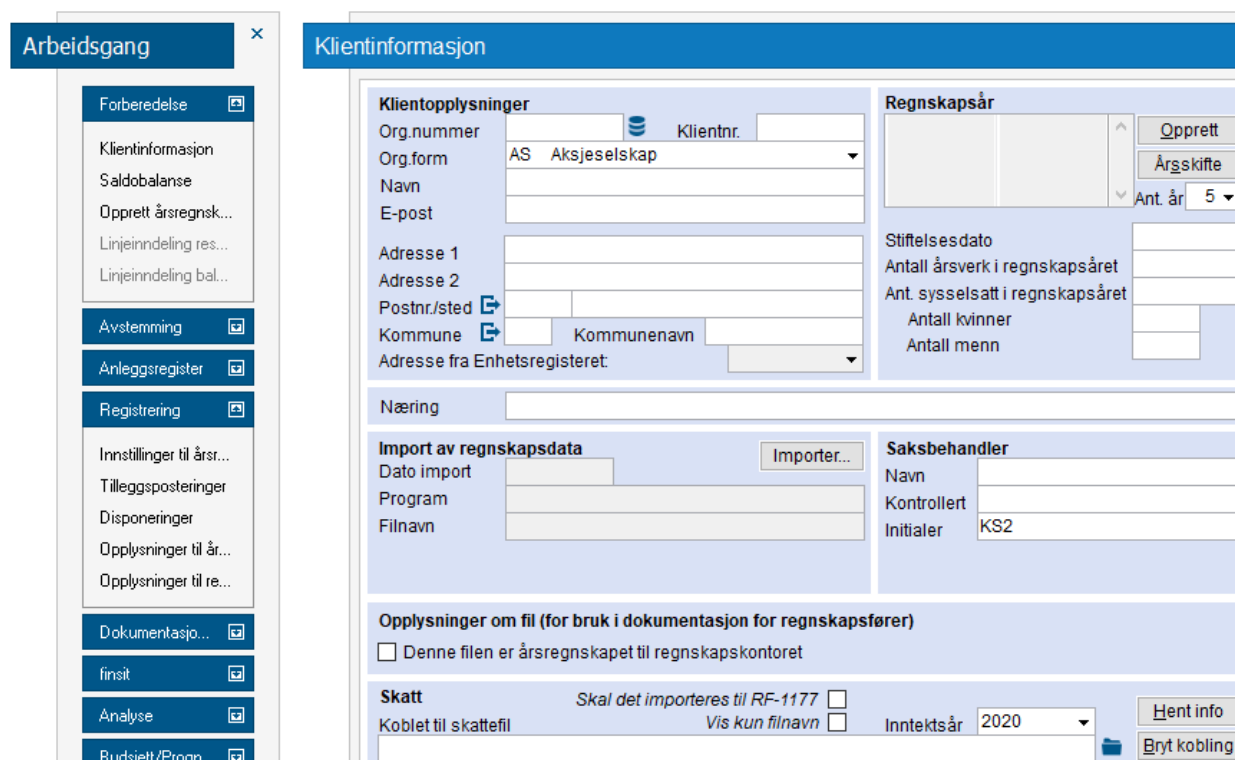 Arbeidsgang
×
Forberedelse
Klientinformasjon
Saldobalanse
Opprett årsregnsk...
Linjeinndeling res...
Linjeinndeling bal...
Avstemming
Anleggsregister
Registrering
Innstillinger til årsr...
Tilleggsposteringer
Disponeringer
Opplysninger til år...
Opplysninger til re...
Dokumentasjo...
finsit
Analyse
Budsjett/Progn...
Klientinformasjon
Klientopplysninger
Org.nummer
Klientnr.
Org.form AS Aksjeselskap
Navn
E-post
Adresse 1
Adresse 2
Postnr./sted
Kommune Kommunenavn
Adresse fra Enhetsregisteret:
Regnskapsår
Opprett
Årsskifte
Ant. år 5
Stiftelsesdato
Antall årsverk i regnskapsåret
Ant. sysselsatt i regnskapsåret
Antall kvinner
Antall menn
Næring
Import av regnskapsdata
Importer...
Dato import
Program
Filnavn
Saksbehandler
Navn
Kontrollert
Initialer KS2
Opplysninger om fil (for bruk i dokumentasjon for regnskapsfører)
Denne filen er årsregnskapet til regnskapskontoret
Skatt
Skal det importeres til RF-1177
Koblet til skattefil
Vis kun filnavn
Inntektsår 2020
Hent info
Bryt kobling